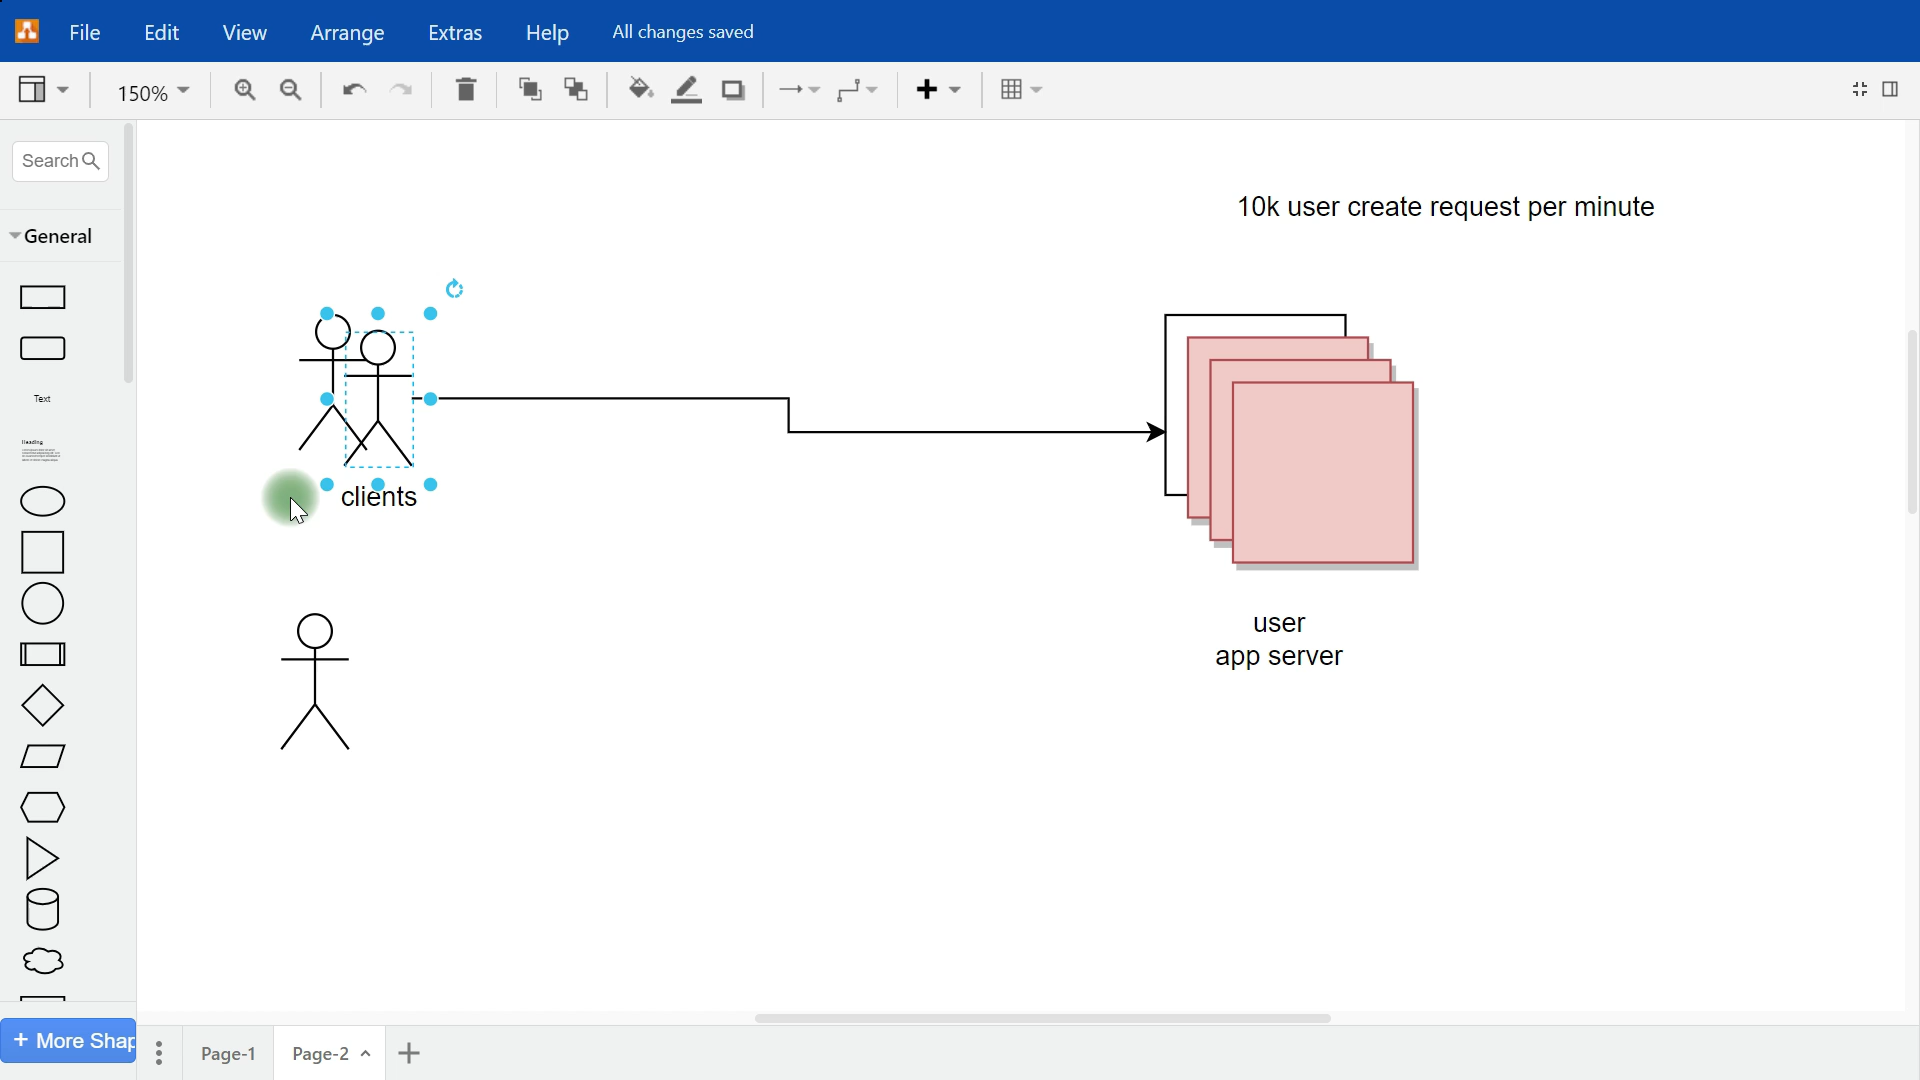 File Edit View Arrange Extras Help All changes saved
150%
Search
General
Text
Heading
10k user create request per minute
clients
user
app server
+ More Shap
Page-1 Page-2